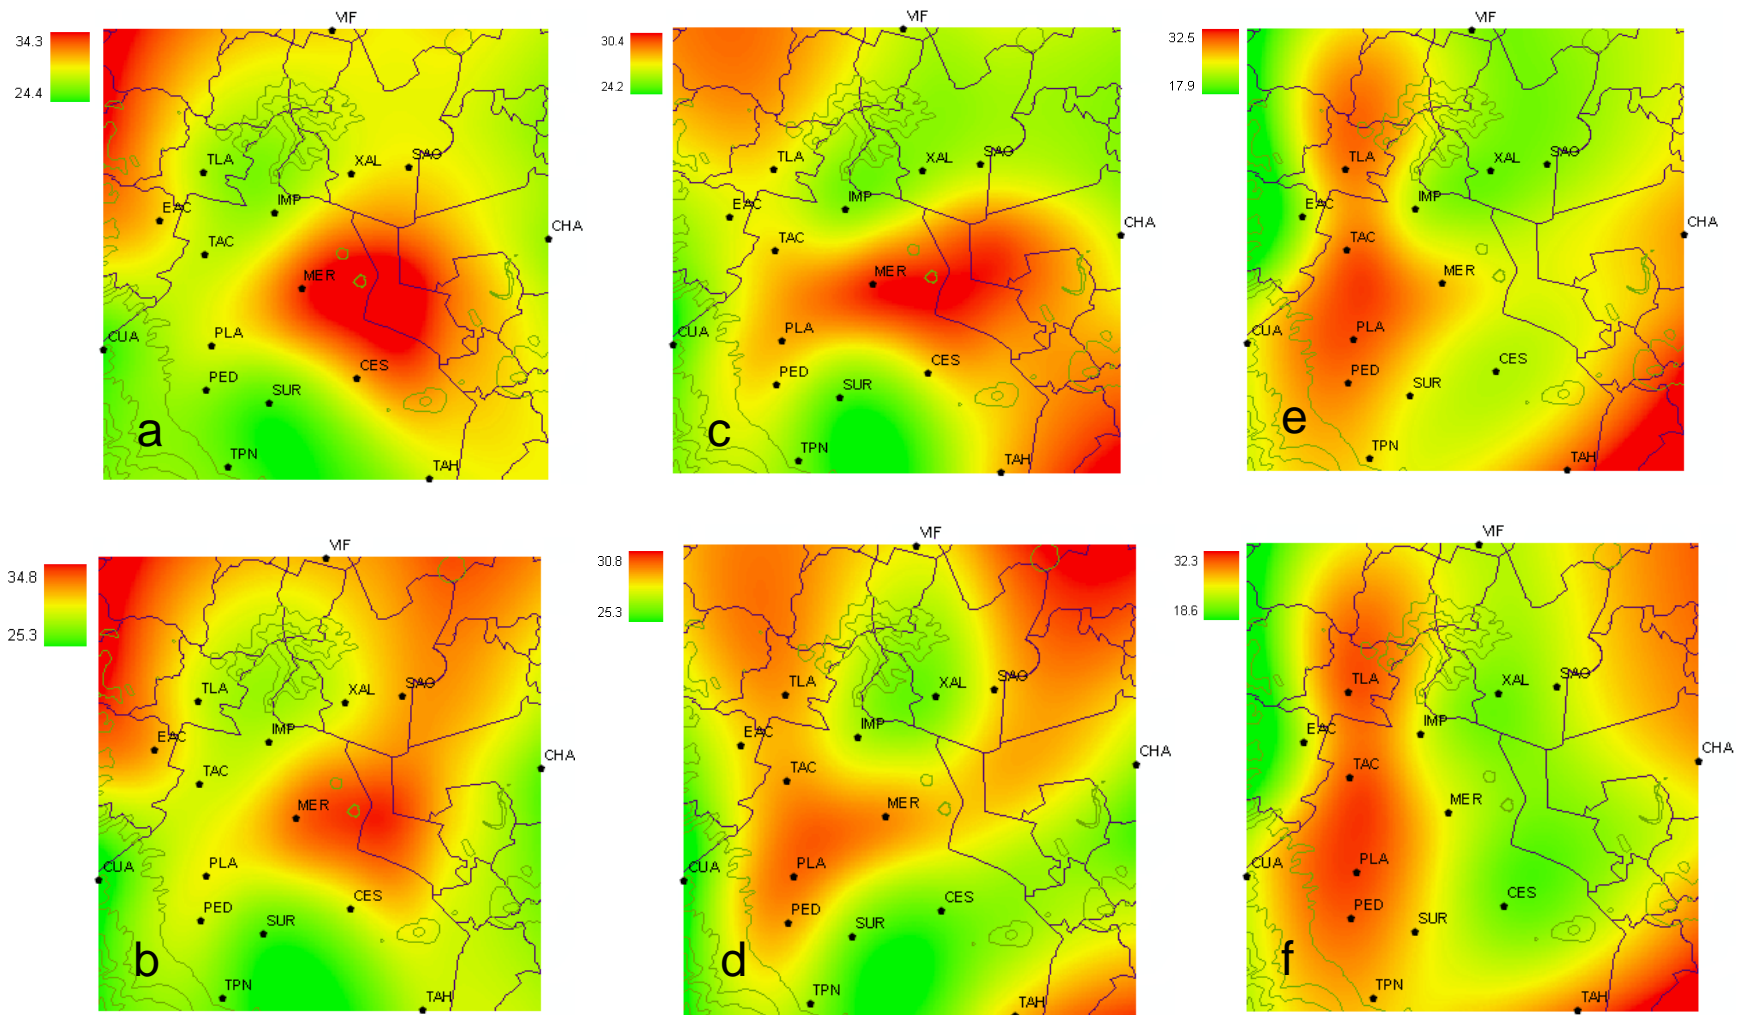 VIF
34.3
24.4
TLA
XAL
SAO
EAC
IMP
TAC
CHA
MER
CUA
PLA
PED
SUR
CES
a
TPN
TAH
VIF
30.4
24.2
TLA
XAL
SAO
EAC
IMP
TAC
CHA
MER
CUA
PLA
PED
SUR
CES
c
TPN
TAH
VIF
32.5
17.9
TLA
XAL
SAO
EAC
IMP
TAC
CHA
MER
CUA
PLA
PED
SUR
CES
e
TPN
TAH
VIF
34.8
25.3
TLA
XAL
SAO
EAC
IMP
TAC
CHA
MER
CUA
PLA
PED
SUR
CES
b
TPN
TAH
VIF
30.8
25.3
TLA
XAL
SAO
EAC
IMP
TAC
CHA
MER
CUA
PLA
PED
SUR
CES
d
TPN
TAH
VIF
32.3
18.6
TLA
XAL
SAO
EAC
IMP
TAC
CHA
MER
CUA
PLA
PED
SUR
CES
f
TPN
TAH